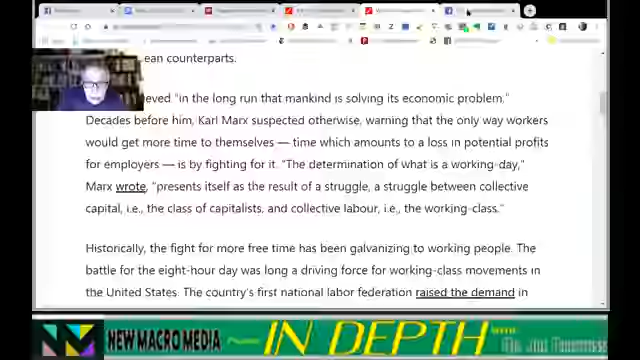 ean counterparts.
eved “in the long run that mankind is solving its economic problem,”
Decades before him, Karl Marx suspected otherwise, warning that the only way workers
would get more time to themselves — time which amounts to a loss in potential profits
for employers — is by fighting for it. “The determination of what is a working-day,”
Marx wrote, “presents itself as the result of a struggle, a struggle between collective
capital, i.e., the class of capitalists, and collective labour, i.e., the working-class.”
Historically, the fight for more free time has been galvanizing to working people. The
battle for the eight-hour day was long a driving force for working-class movements in
the United States. The country’s first national labor federation raised the demand in
NEW MACRO MEDIA ~IN DEPTH